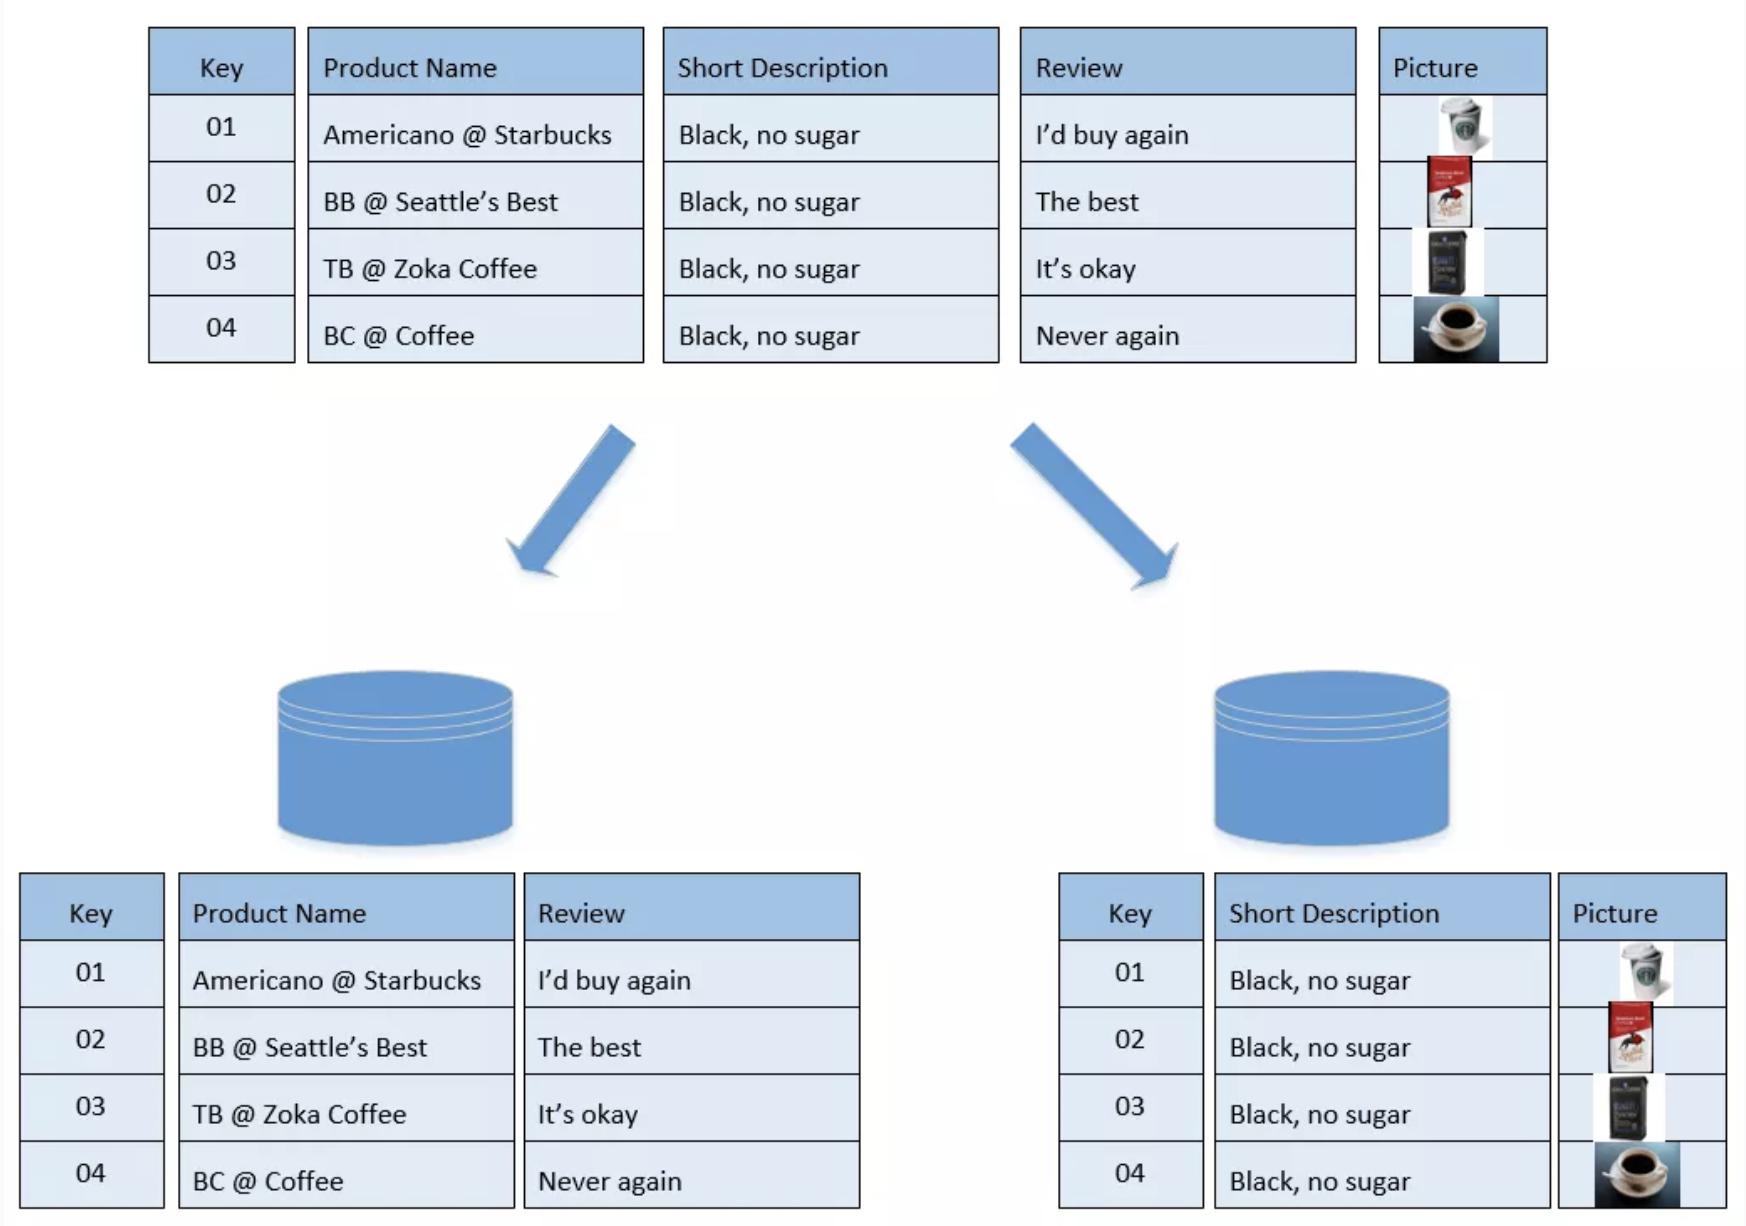 Key Product Name Short Description Review Picture
01 Americano @ Starbucks Black, no sugar I’d buy again
02 BB @ Seattle’s Best Black, no sugar The best
03 TB @ Zoka Coffee Black, no sugar It’s okay
04 BC @ Coffee Black, no sugar Never again
Key Product Name Review
01 Americano @ Starbucks I’d buy again
02 BB @ Seattle’s Best The best
03 TB @ Zoka Coffee It’s okay
04 BC @ Coffee Never again
Key Short Description Picture
01 Black, no sugar
02 Black, no sugar
03 Black, no sugar
04 Black, no sugar